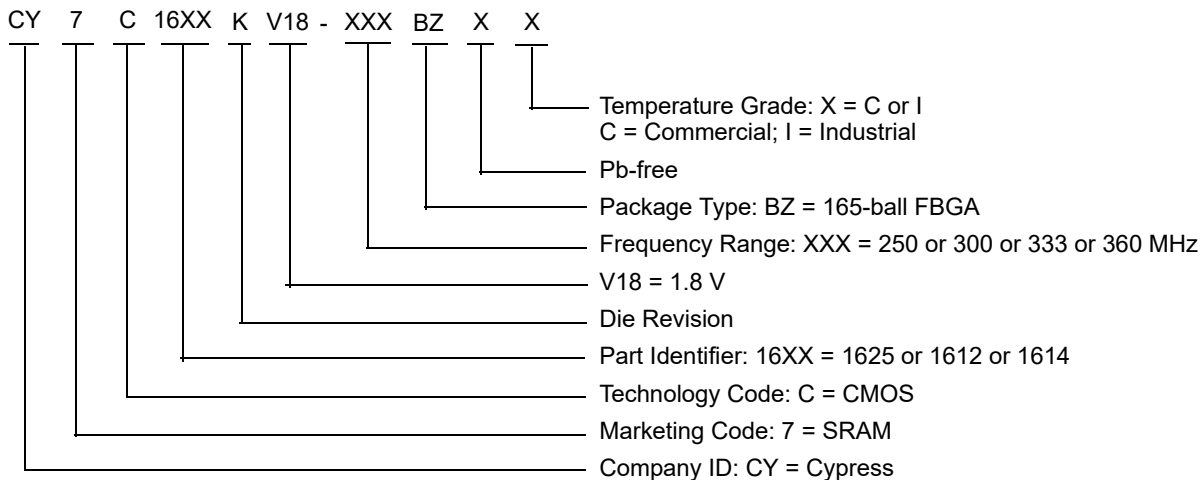 CY 7 C 16XX K V18 - XXX BZ X X
Temperature Grade: X = C or I
C = Commercial; I = Industrial
Pb-free
Package Type: BZ = 165-ball FBGA
Frequency Range: XXX = 250 or 300 or 333 or 360 MHz
V18 = 1.8 V
Die Revision
Part Identifier: 16XX = 1625 or 1612 or 1614
Technology Code: C = CMOS
Marketing Code: 7 = SRAM
Company ID: CY = Cypress